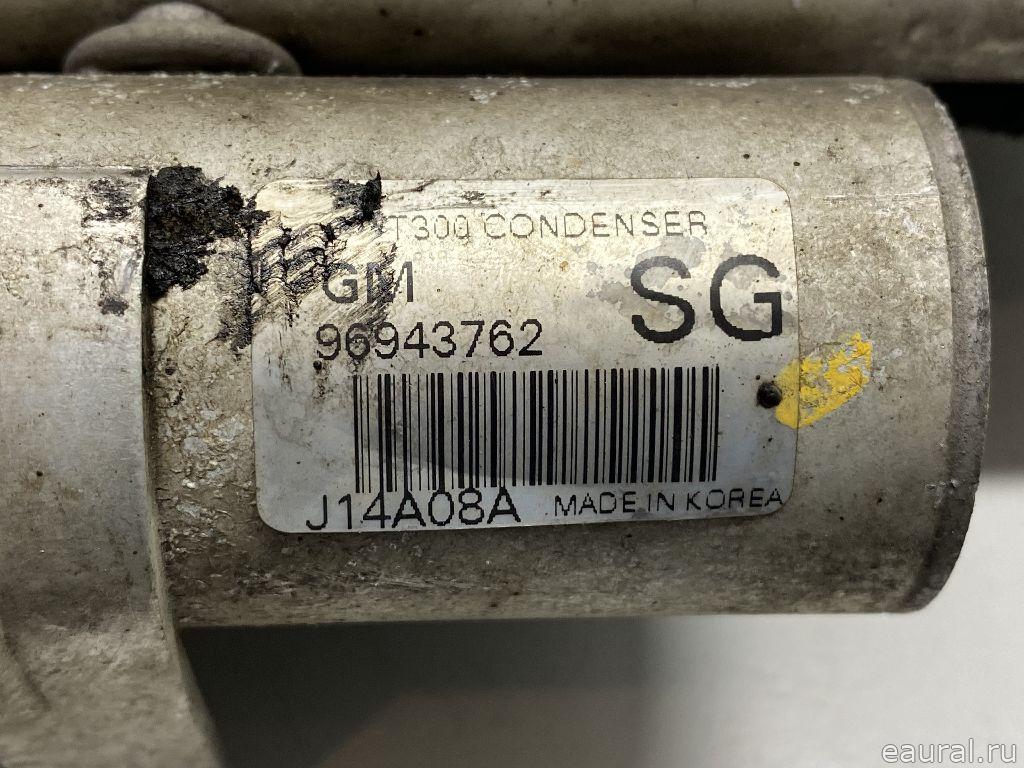 T300 CONDENSER
GM
SG
96943762
J14A08A
MADE IN KOREA
eaural.ru